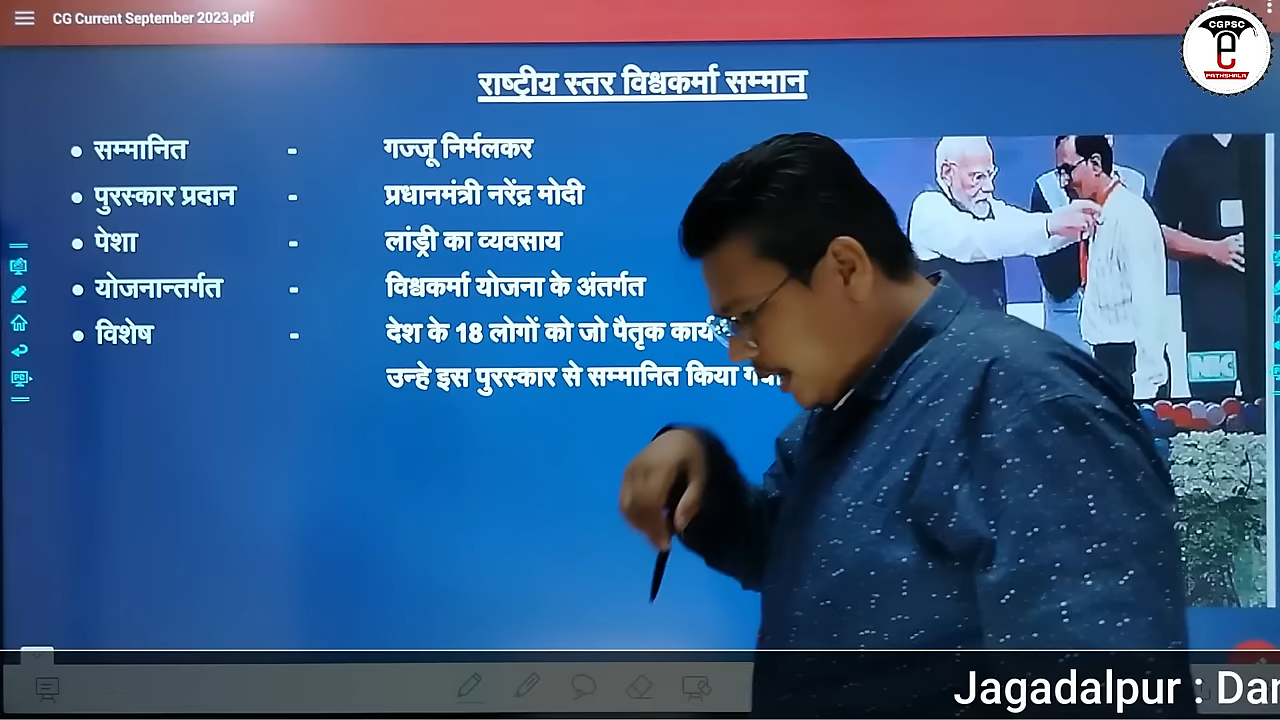 CG Current September 2023.pdf
CGPSC
e
PATHSHALA
राष्ट्रीय स्तर विश्वकर्मा सम्मान
• सम्मानित - गज्जू निर्मलकर
• पुरस्कार प्रदान - प्रधानमंत्री नरेंद्र मोदी
• पेशा - लांड्री का व्यवसाय
• योजनान्तर्गत - विश्वकर्मा योजना के अंतर्गत
• विशेष - देश के 18 लोगों को जो पैतृक कार्य
उन्हे इस पुरस्कार से सम्मानित किया
Jagadalpur :